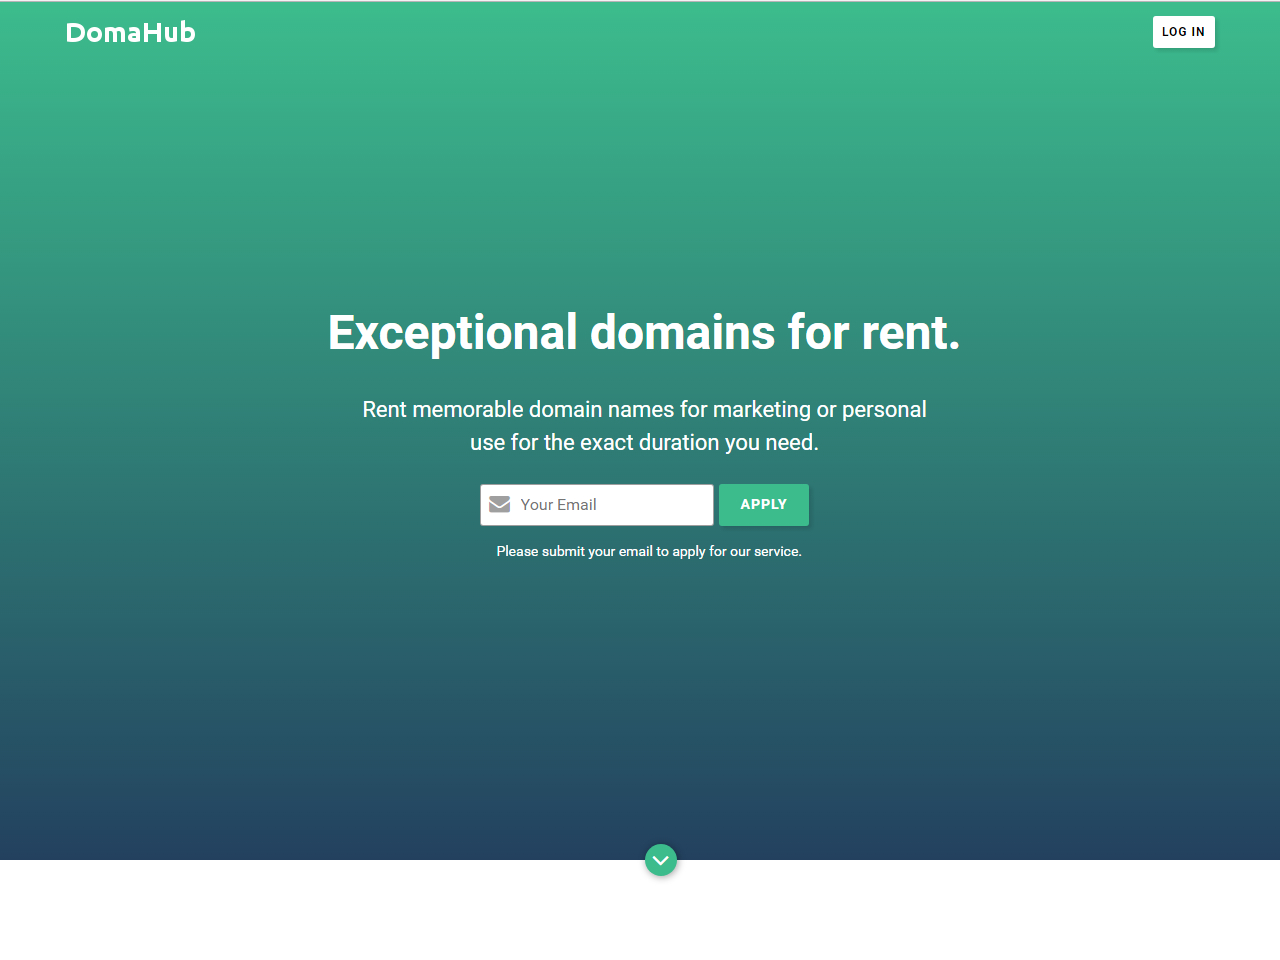 DomaHub
LOG IN
Exceptional domains for rent.
Rent memorable domain names for marketing or personal
use for the exact duration you need.
Your Email
APPLY
Please submit your email to apply for our service.